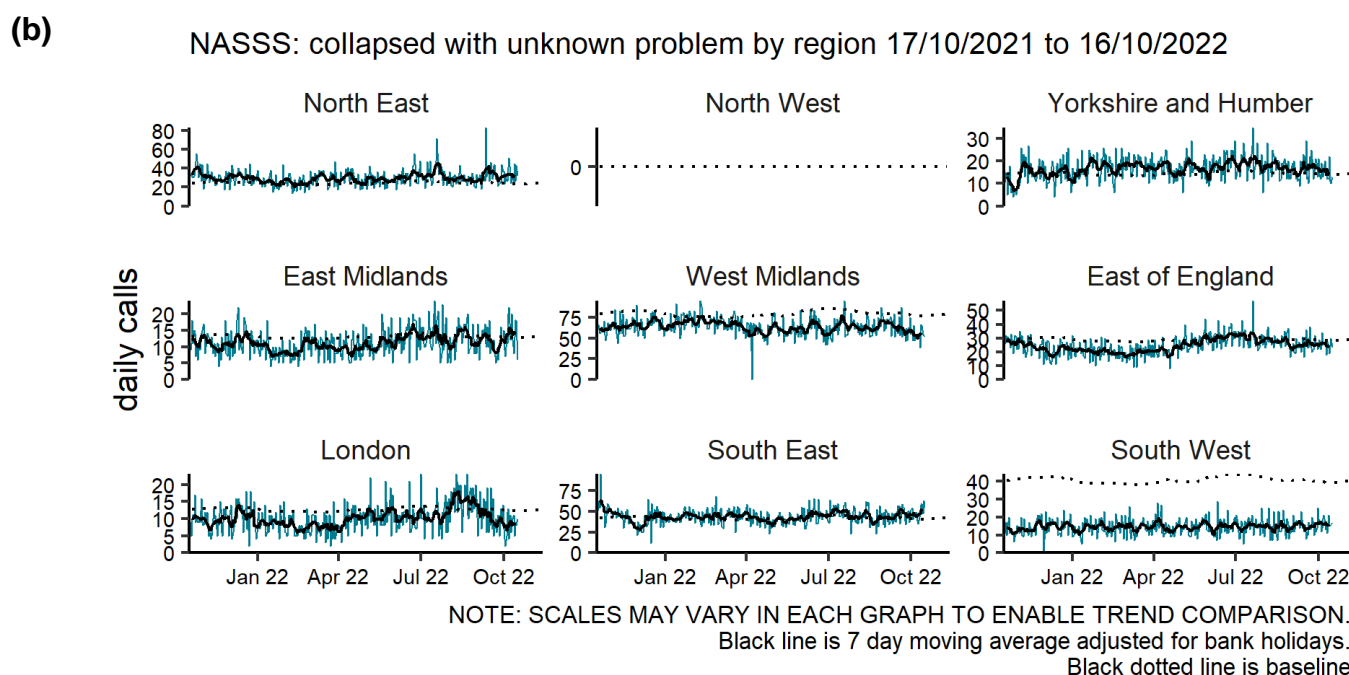 (b)
NASSS: collapsed with unknown problem by region 17/10/2021 to 16/10/2022
North East
North West
Yorkshire and Humber
80
60
40
20
0
0
30
20
10
0
East Midlands
West Midlands
East of England
daily calls
20
15
10
5
0
75
50
25
0
50
40
30
20
10
0
London
South East
South West
20
15
10
5
0
75
50
25
0
40
30
20
10
0
Jan 22 Apr 22 Jul 22 Oct 22
Jan 22 Apr 22 Jul 22 Oct 22
Jan 22 Apr 22 Jul 22 Oct 22
NOTE: SCALES MAY VARY IN EACH GRAPH TO ENABLE TREND COMPARISON.
Black line is 7 day moving average adjusted for bank holidays.
Black dotted line is baseline